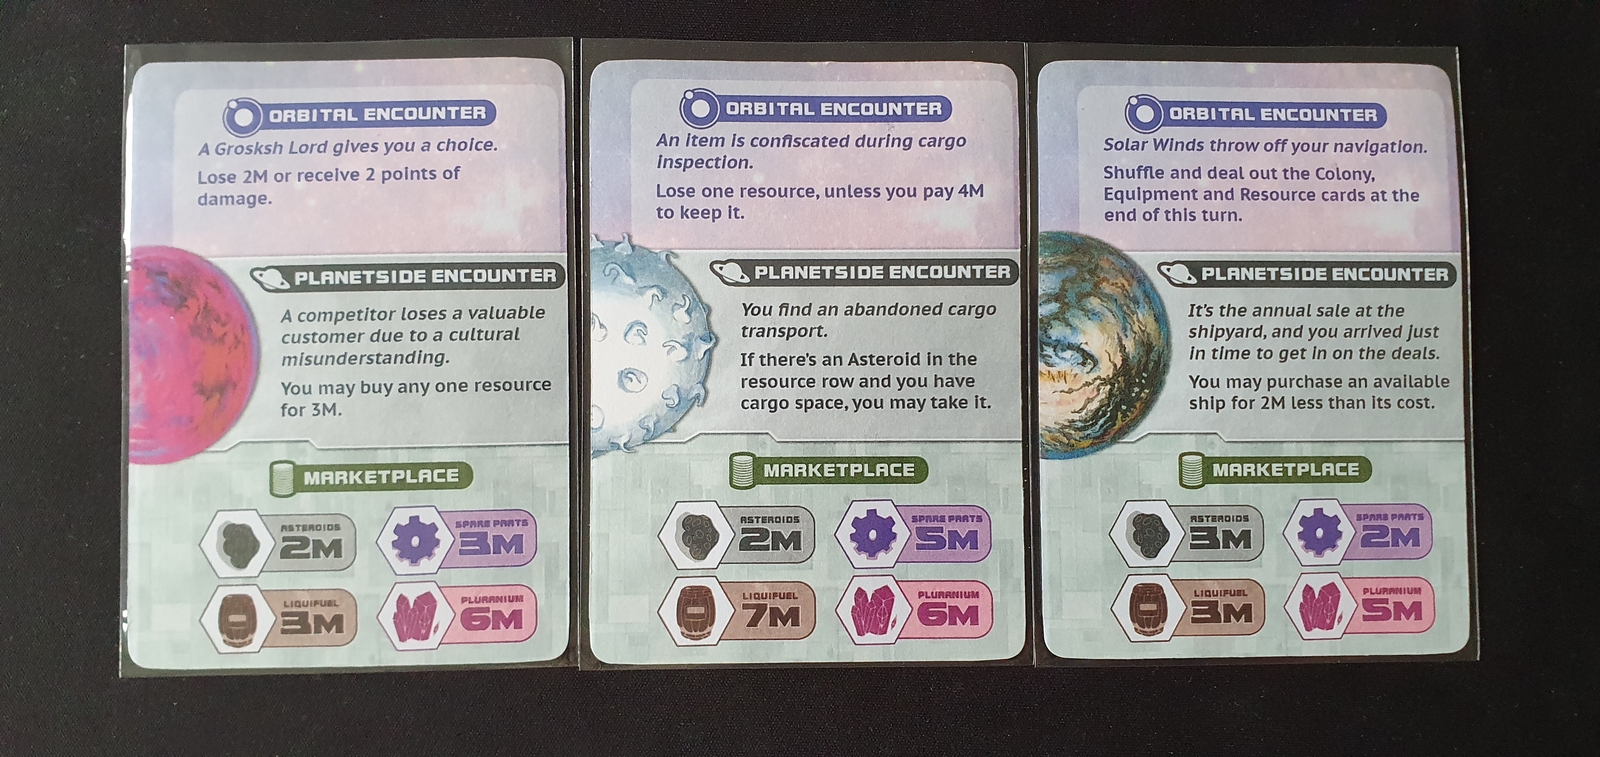 ORBITAL ENCOUNTER
A Grosksh Lord gives you a choice.
Lose 2M or receive 2 points of
damage.
PLANETSIDE ENCOUNTER
A competitor loses a valuable
customer due to a cultural
misunderstanding.
You may buy any one resource
for 3M.
MARKETPLACE
ASTEROIDS
2M
SPARE PARTS
3M
LIQUIFUEL
3M
PLURANIUM
6M
ORBITAL ENCOUNTER
An item is confiscated during cargo
inspection.
Lose one resource, unless you pay 4M
to keep it.
PLANETSIDE ENCOUNTER
You find an abandoned cargo
transport.
If there's an Asteroid in the
resource row and you have
cargo space, you may take it.
MARKETPLACE
ASTEROIDS
2M
SPARE PARTS
5M
LIQUIFUEL
7M
PLURANIUM
6M
ORBITAL ENCOUNTER
Solar Winds throw off your navigation.
Shuffle and deal out the Colony,
Equipment and Resource cards at the
end of this turn.
PLANETSIDE ENCOUNTER
It's the annual sale at the
shipyard, and you arrived just
in time to get in on the deals.
You may purchase an available
ship for 2M less than its cost.
MARKETPLACE
ASTEROIDS
3M
SPARE PARTS
2M
LIQUIFUEL
3M
PLURANIUM
5M